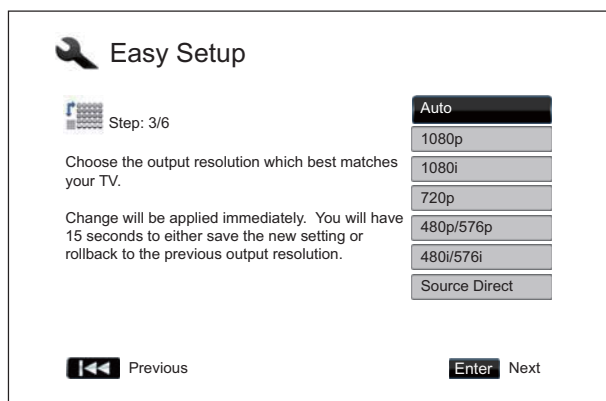 Easy Setup
Step: 3/6
Choose the output resolution which best matches
your TV.
Change will be applied immediately.  You will have
15 seconds to either save the new setting or
rollback to the previous output resolution.
Auto
1080p
1080i
720p
480p/576p
480i/576i
Source Direct
Previous
Enter Next